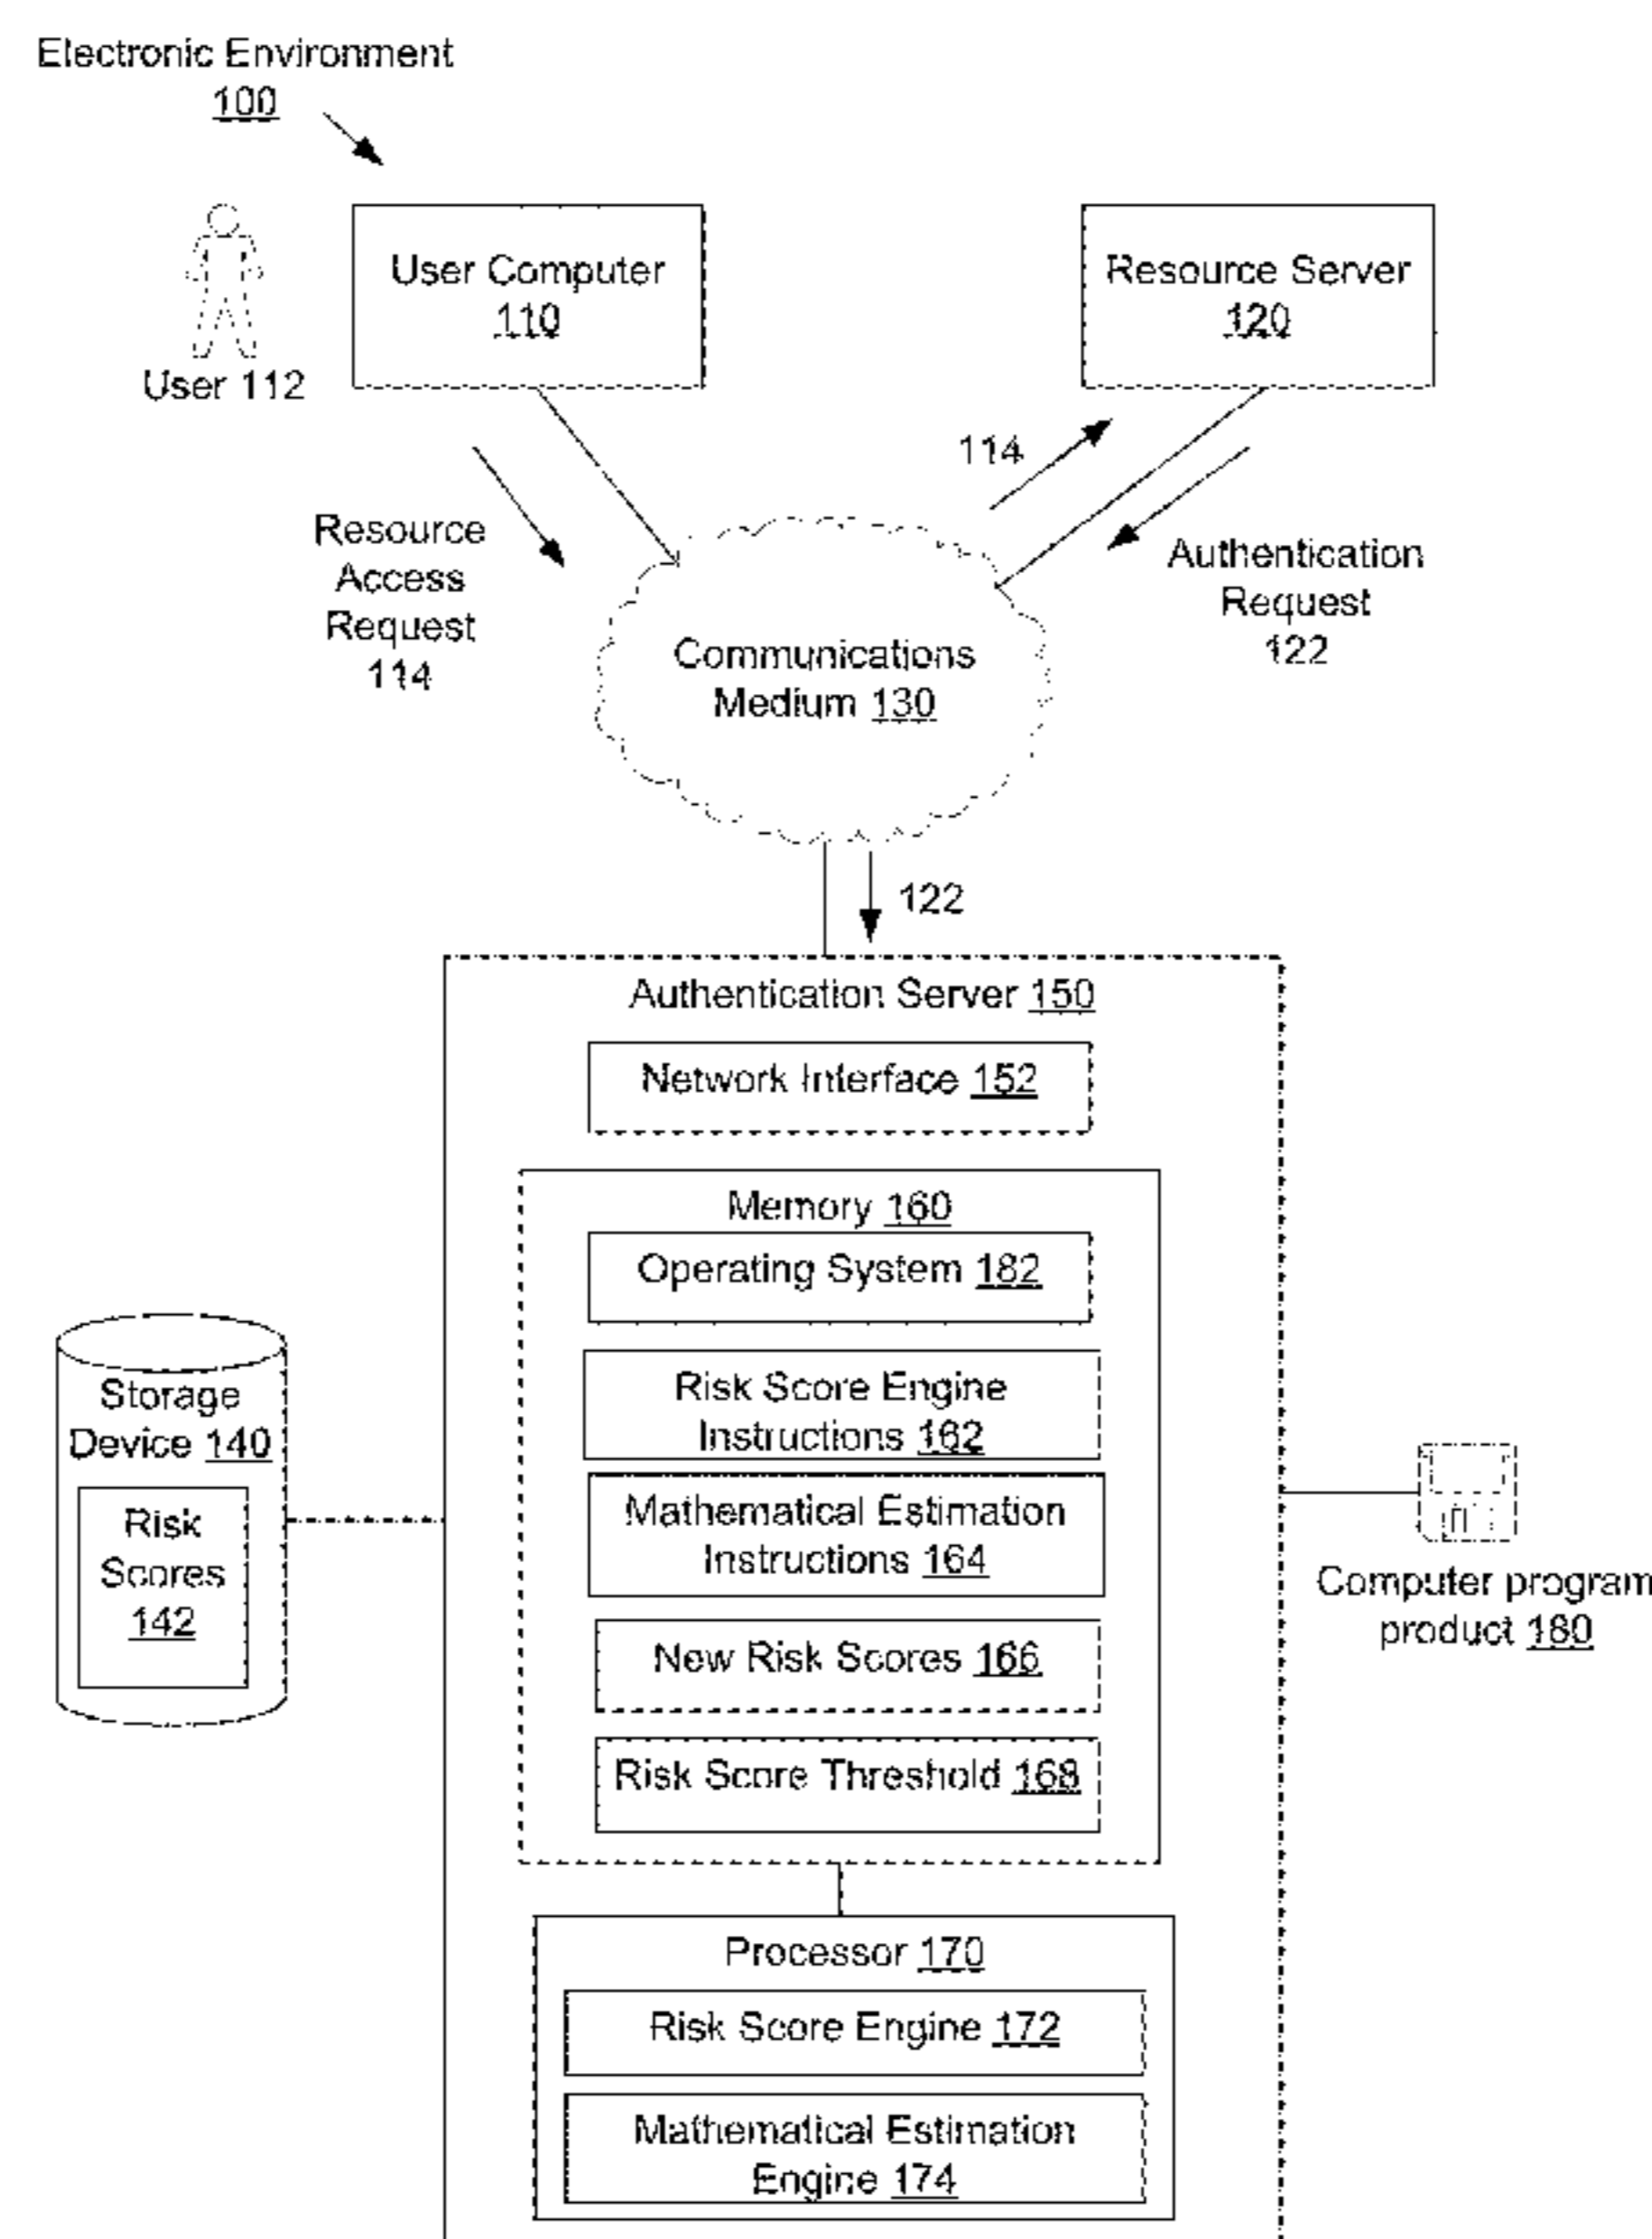 Electronic Environment
100
User Computer
110
Resource Server
120
User 112
114
Resource
Access
Request
114
Authentication
Request
122
Communications
Medium 130
122
Authentication Server 150
Network Interface 152
Memory 160
Operating System 182
Risk Score Engine
Instructions 162
Mathematical Estimation
Instructions 164
New Risk Scores 166
Risk Score Threshold 168
Storage
Device 140
Risk
Scores
142
Computer program
product 180
Processor 170
Risk Score Engine 172
Mathematical Estimation
Engine 174